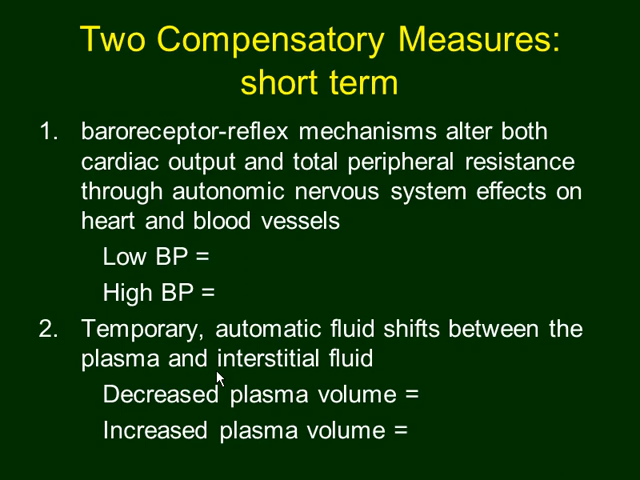 Two Compensatory Measures:
short term
1. baroreceptor-reflex mechanisms alter both
cardiac output and total peripheral resistance
through autonomic nervous system effects on
heart and blood vessels
Low BP =
High BP =
2. Temporary, automatic fluid shifts between the
plasma and interstitial fluid
Decreased plasma volume =
Increased plasma volume =